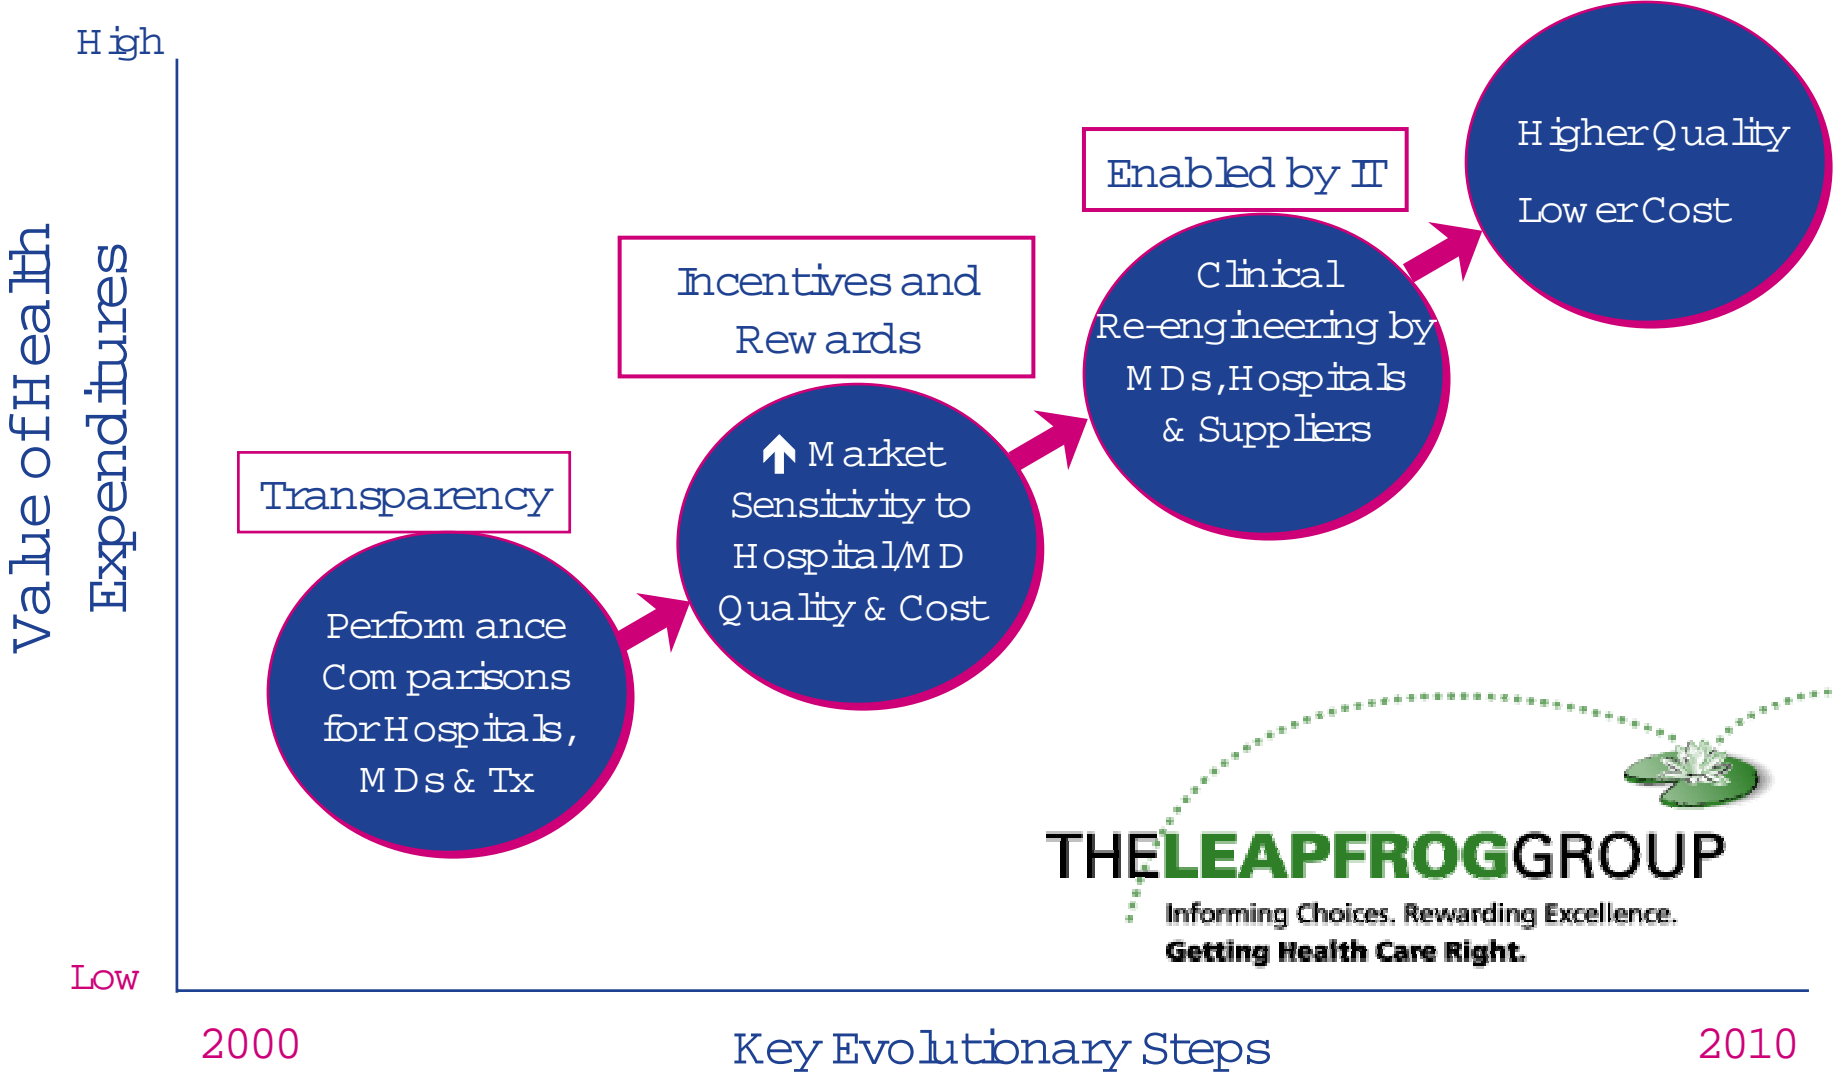 High
Value of Health
Expenditures
Low
Transparency
Performance
Comparisons
for Hospitals,
MDs & Tx
Incentives and
Rewards
Market
Sensitivity to
Hospital/MD
Quality & Cost
Enabled by IT
Clinical
Re-engineering by
MDs, Hospitals
& Suppliers
Higher Quality
Lower Cost
THELEAPFROGGROUP
Informing Choices. Rewarding Excellence.
Getting Health Care Right.
2000
Key Evolutionary Steps
2010